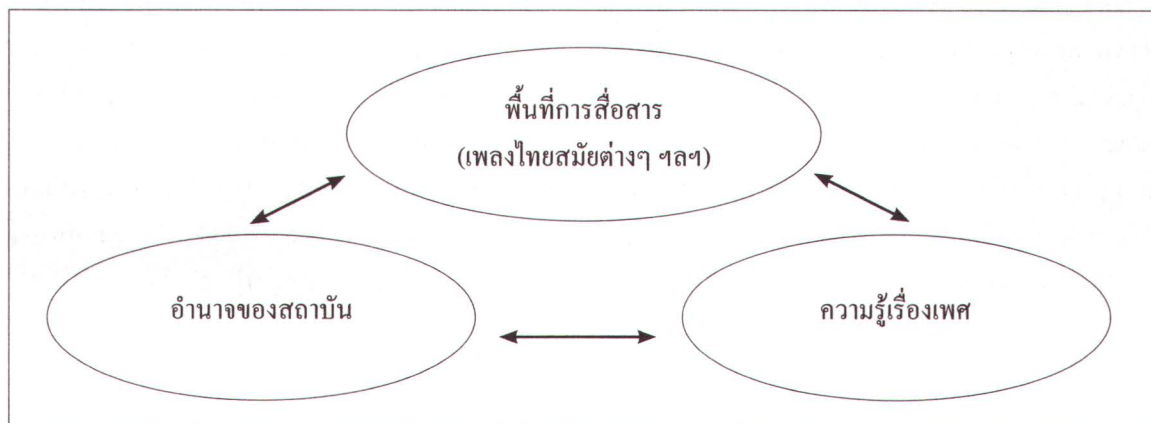 พื้นที่การสื่อสาร
(เพลงไทยสมัยต่างๆ ฯลฯ)
อำนาจของสถาบัน
ความรู้เรื่องเพศ